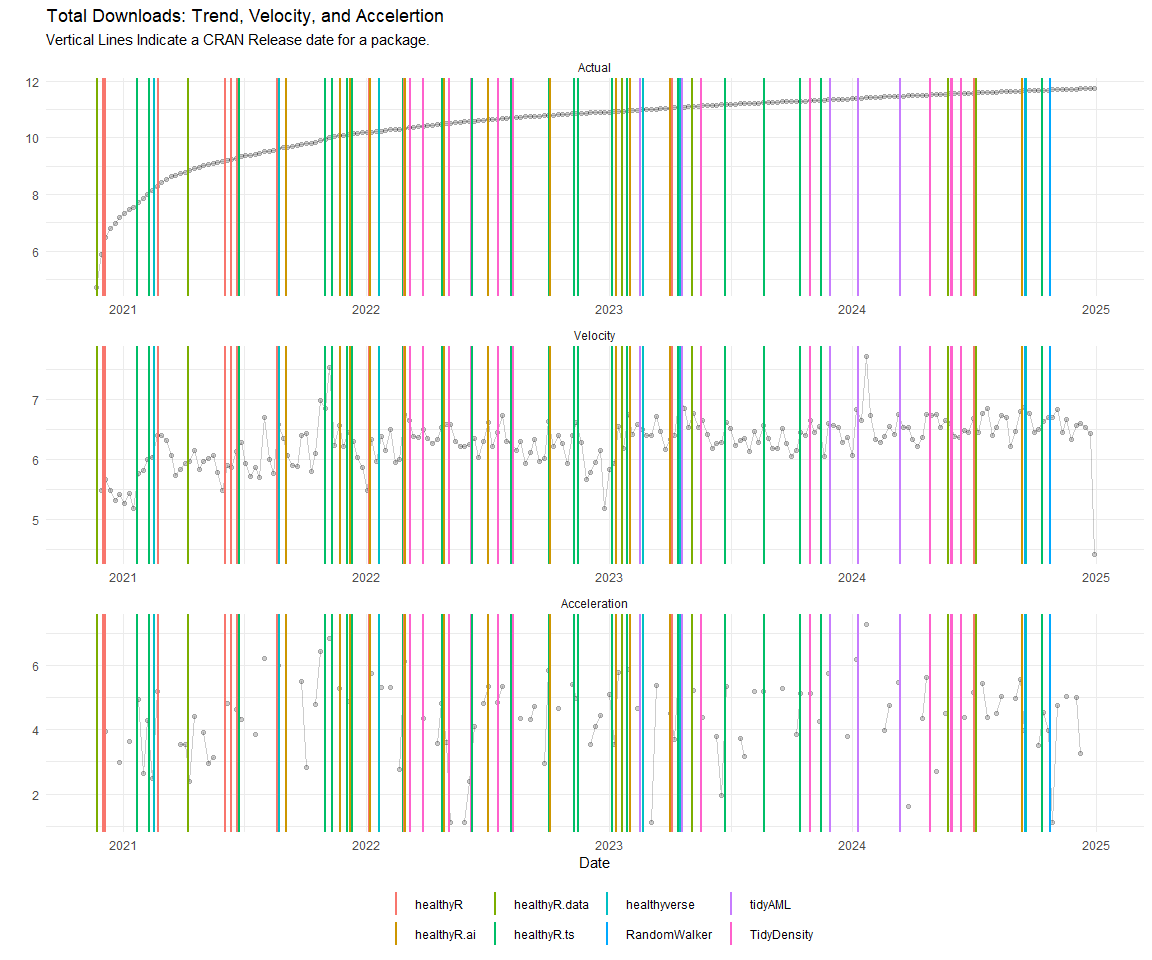 Total Downloads: Trend, Velocity, and Accelertion
Vertical Lines Indicate a CRAN Release date for a package.
Actual
12
10
8
6
2021 2022 2023 2024 2025
Velocity
7
6
5
2021 2022 2023 2024 2025
Acceleration
6
4
2
2021 2022 2023 2024 2025
Date
healthyR healthyR.data healthyverse tidyAML
healthyR.ai healthyR.ts RandomWalker TidyDensity